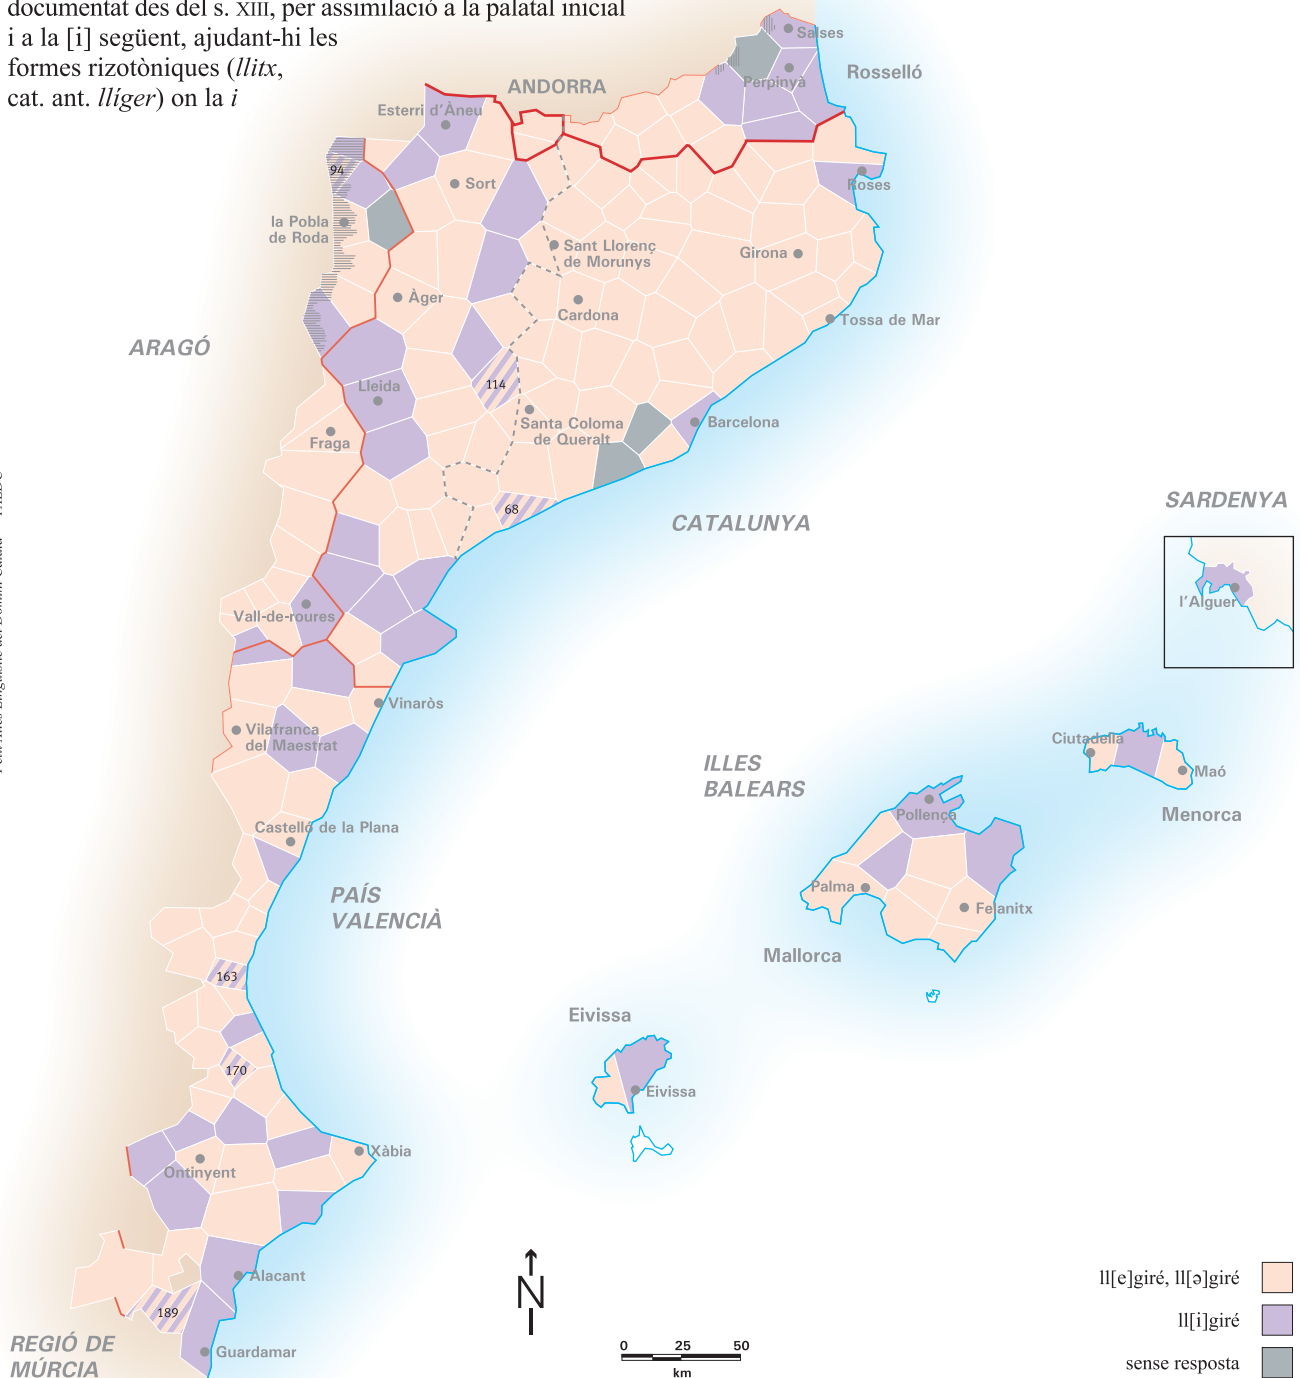 documentat des del s. XIII, per assimilació a la palatal inicial
i a la [i] següent, ajudant-hi les
formes rizotòniques (llitx,
cat. ant. llíger) on la i
Salses
Rosselló
Perpinyà
ANDORRA
Esterri d'Àneu
94
Sort
Roses
la Pobla
de Roda
Sant Llorenç
de Morunys
Girona
Àger
Cardona
Tossa de Mar
ARAGÓ
114
Lleida
Santa Coloma
de Queralt
Barcelona
Fraga
68
CATALUNYA
SARDENYA
l'Alguer
Vall-de-roures
Vinaròs
Vilafranca
del Maestrat
ILLES
BALEARS
Ciutadella
Maó
Menorca
Pollença
Castelló de la Plana
Palma
Felanitx
PAÍS
VALENCIÀ
Mallorca
163
Eivissa
170
Eivissa
Xàbia
Ontinyent
Alacant
189
Guardamar
REGIÓ DE
MÚRCIA
N
0 25 50
km
ll[e]giré, ll[ə]giré
ll[i]giré
sense resposta